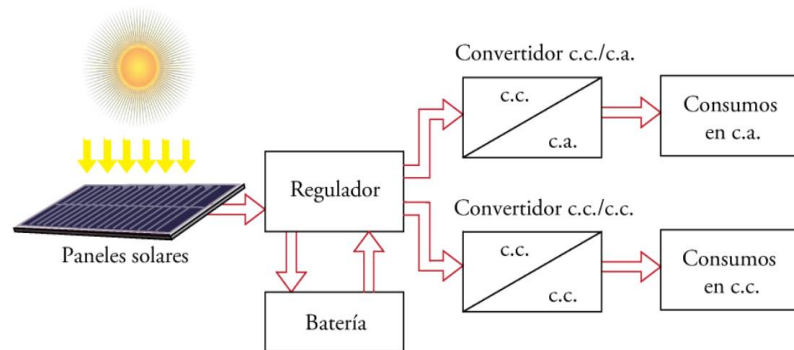 Convertidor c.c./c.a.
c.c.
c.a.
Consumos
en c.a.
Regulador
Paneles solares
Convertidor c.c./c.c.
c.c.
c.c.
Consumos
en c.c.
Batería